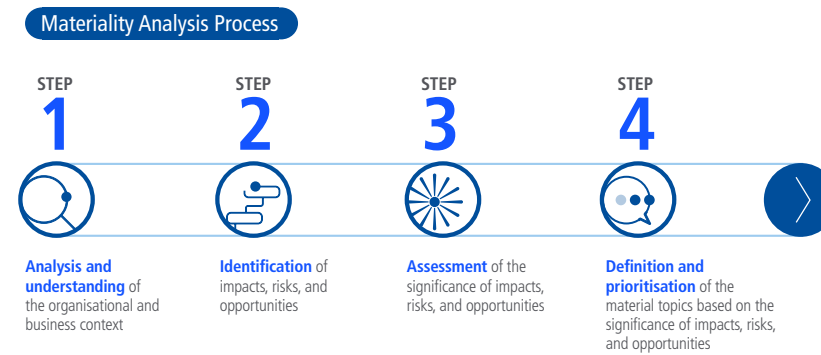 Materiality Analysis Process
STEP
1
Analysis and
understanding of
the organisational and
business context
STEP
2
Identification of
impacts, risks, and
opportunities
STEP
3
Assessment of the
significance of impacts,
risks, and opportunities
STEP
4
Definition and
prioritisation of the
material topics based on the
significance of impacts, risks,
and opportunities